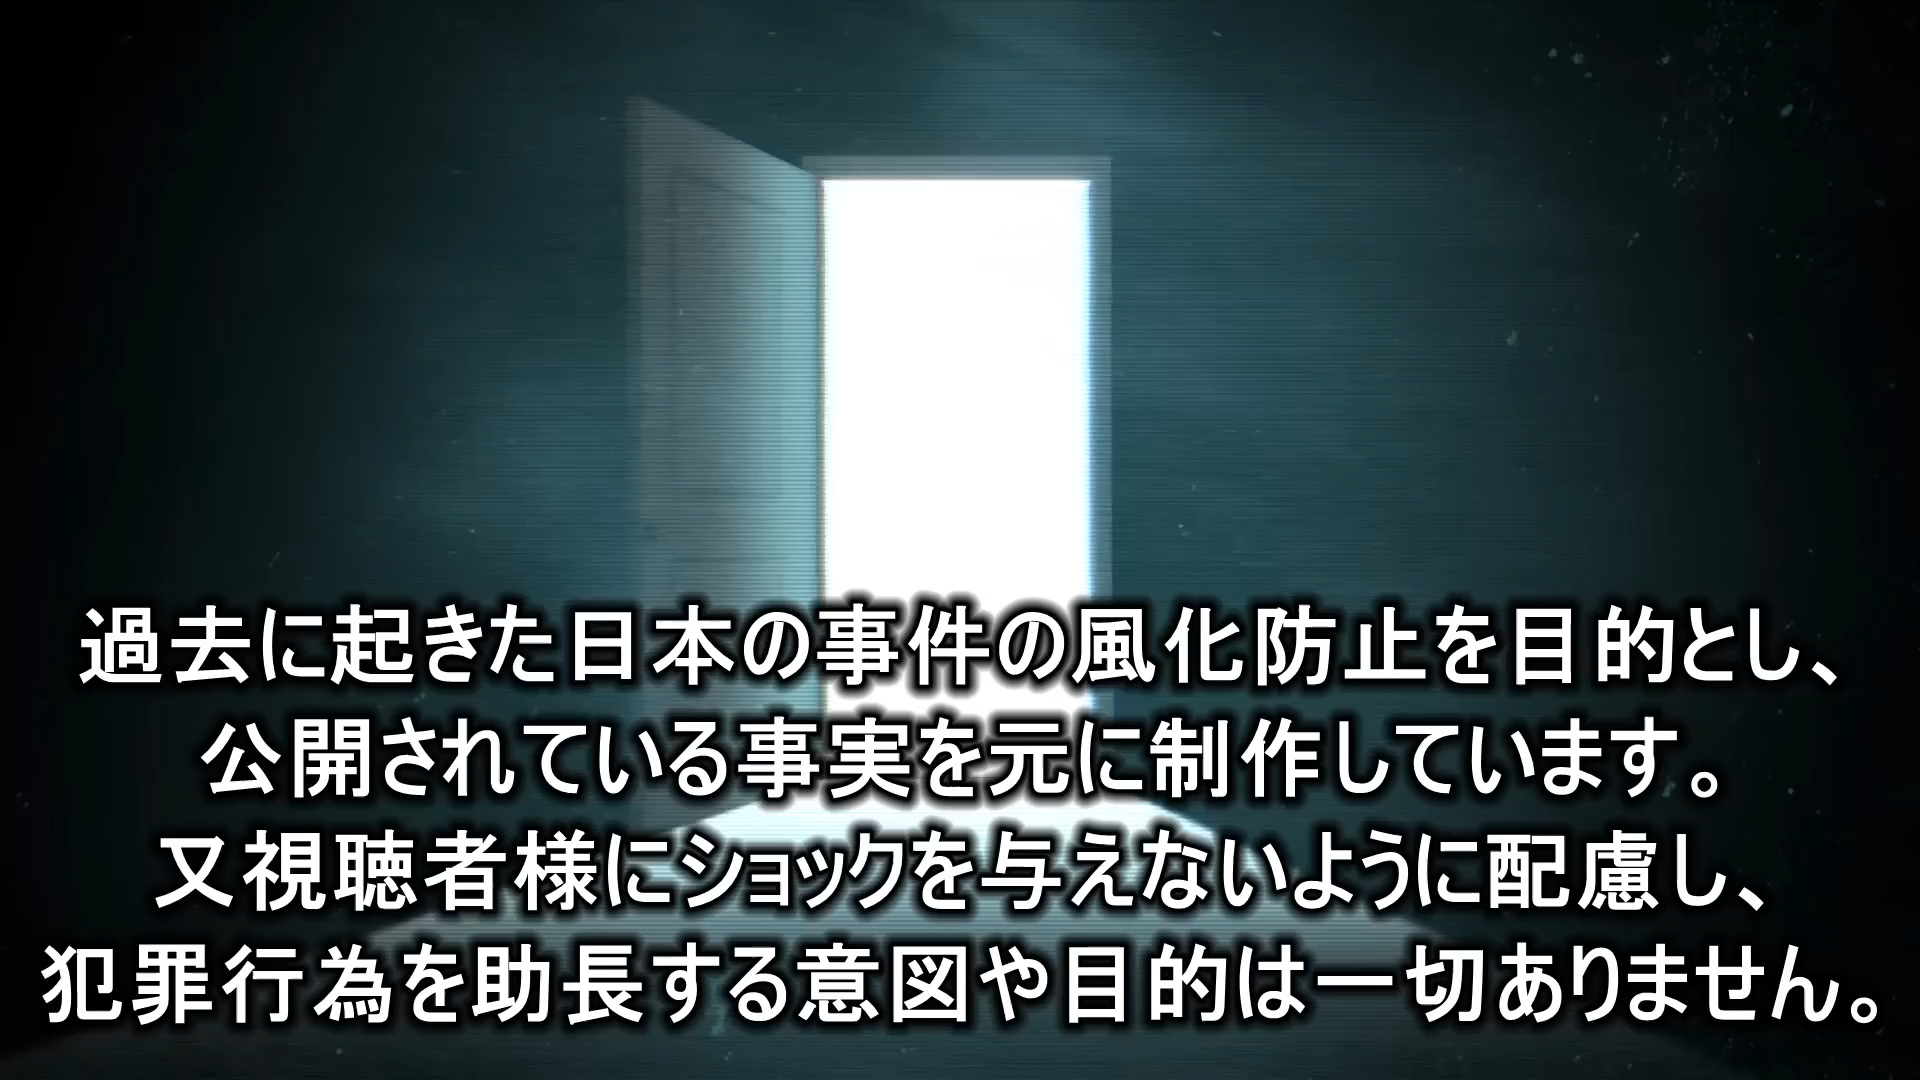 過去に起きた日本の事件の風化防止を目的とし、
公開されている事実を元に制作しています。
又視聴者様にショックを与えないように配慮し、
犯罪行為を助長する意図や目的は一切ありません。